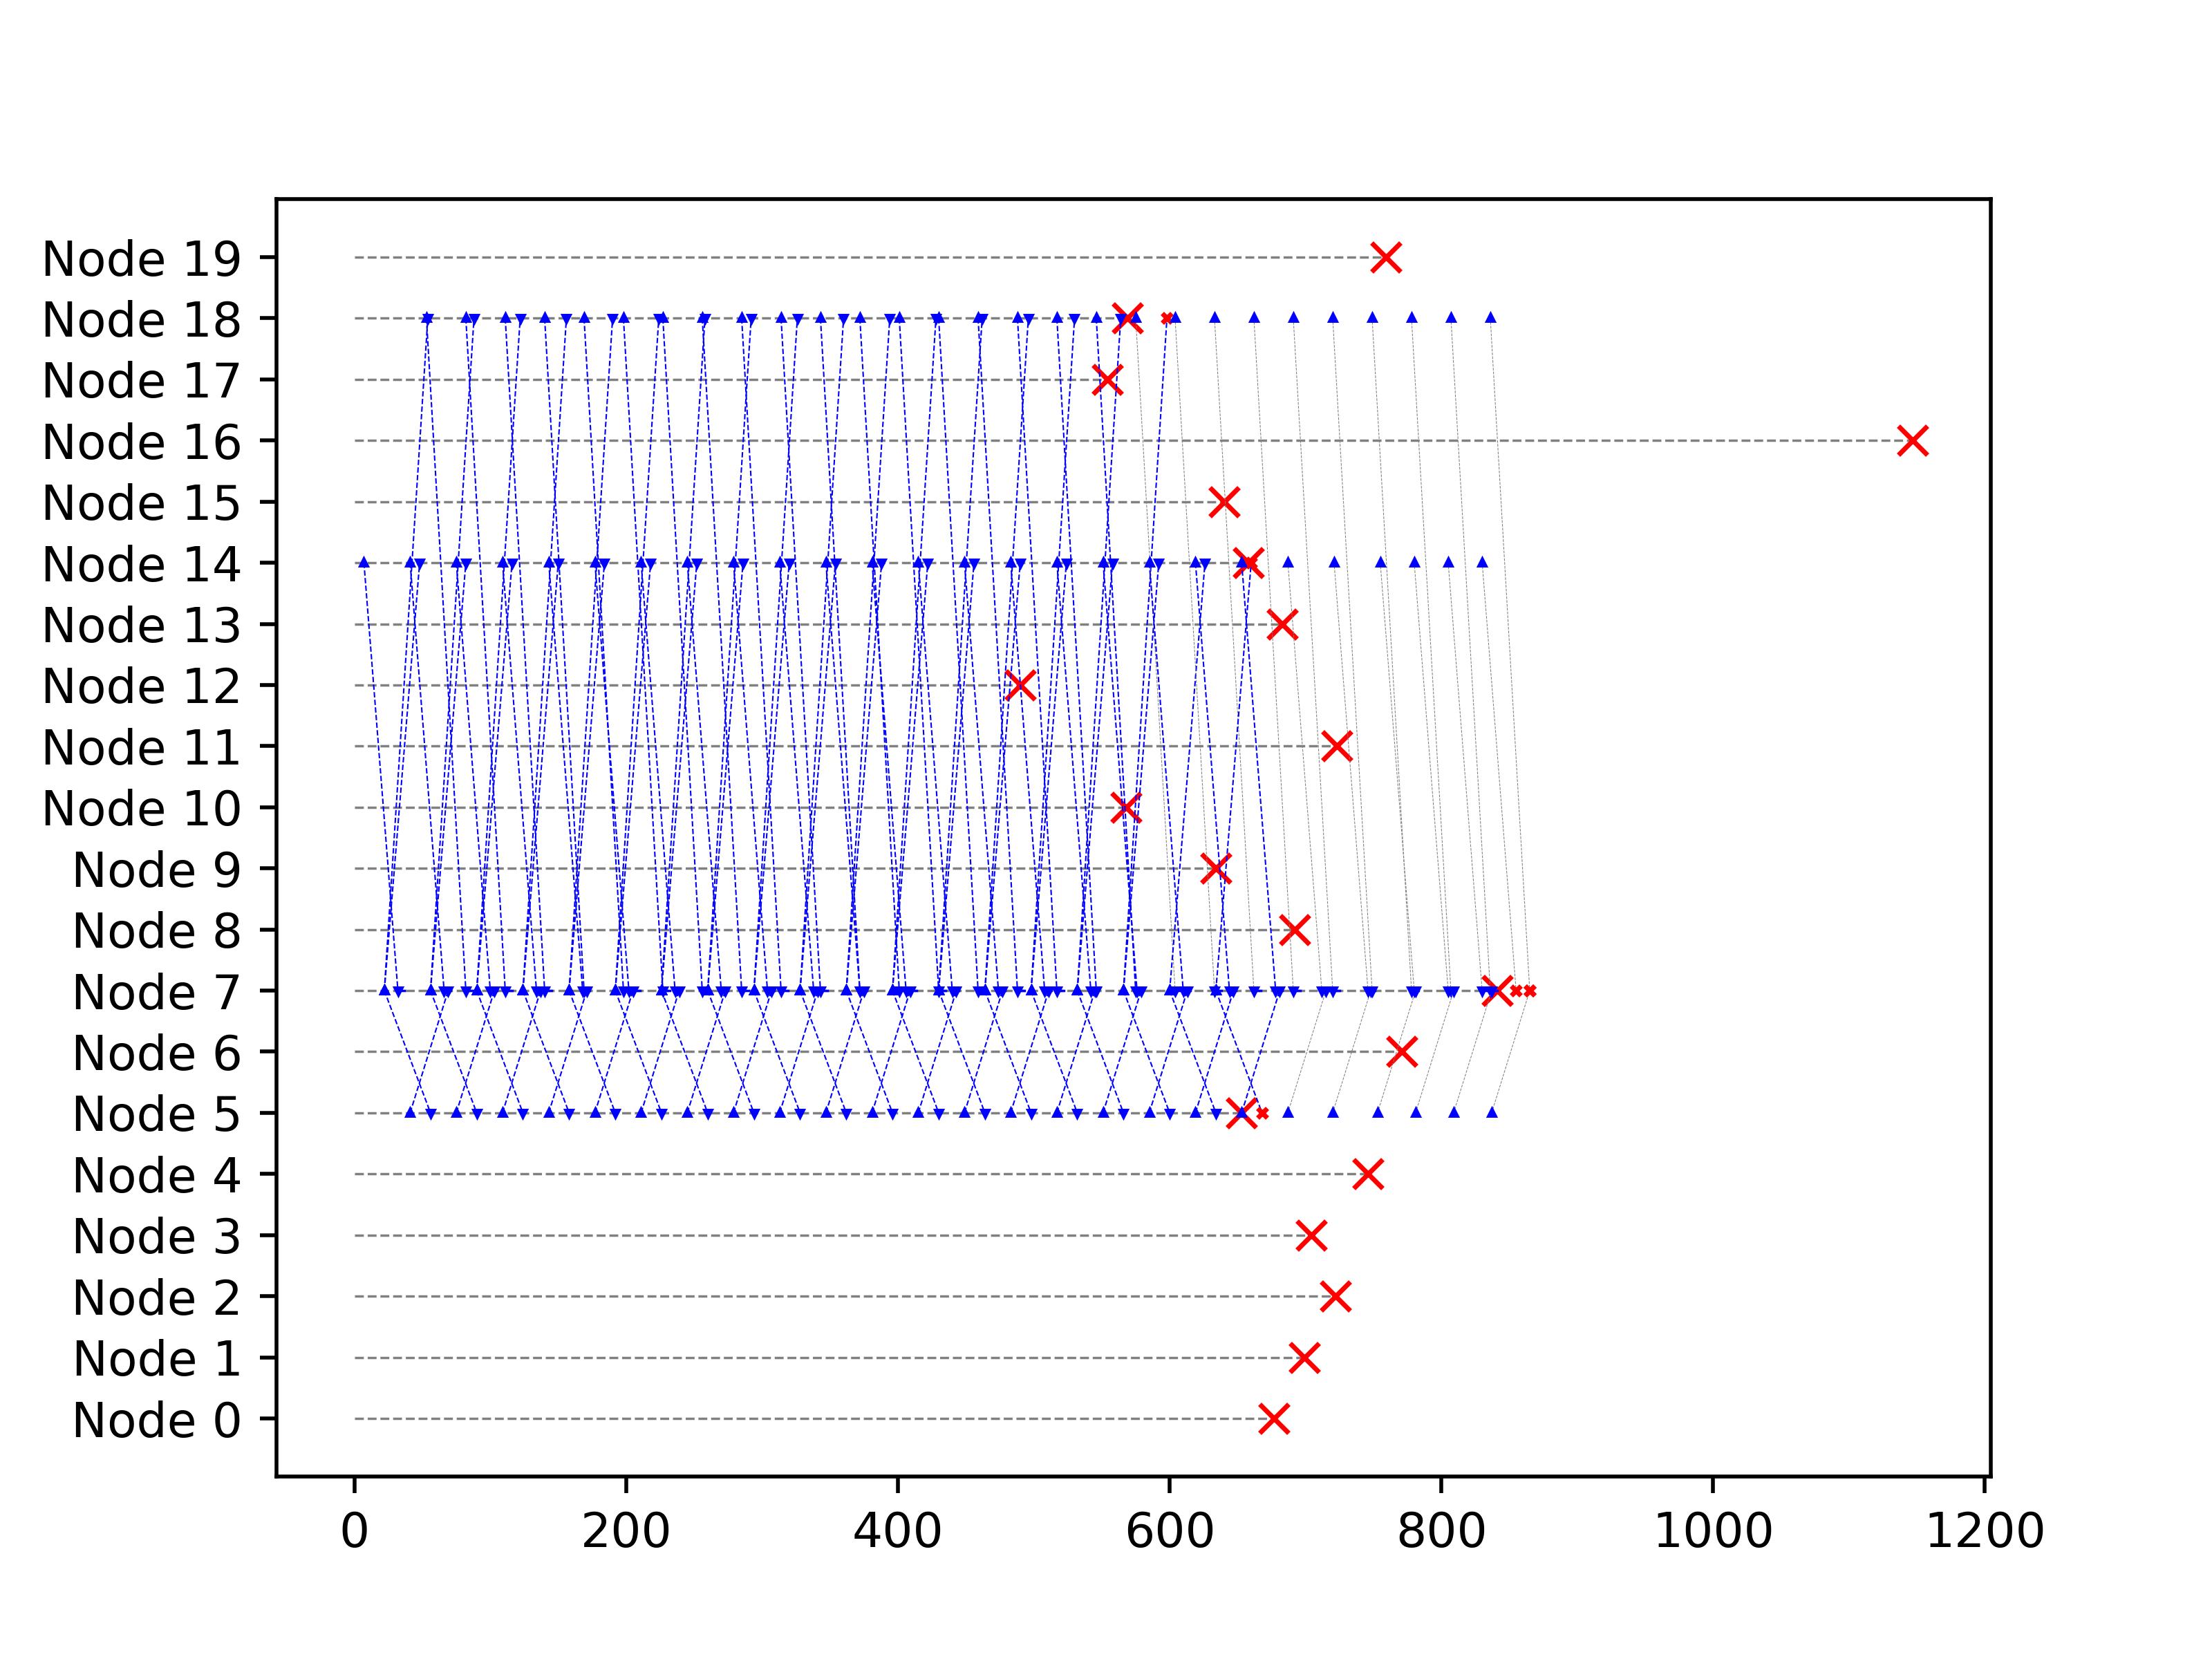 Node 19
Node 18
Node 17
Node 16
Node 15
Node 14
Node 13
Node 12
Node 11
Node 10
Node 9
Node 8
Node 7
Node 6
Node 5
Node 4
Node 3
Node 2
Node 1
Node 0
0 200 400 600 800 1000 1200